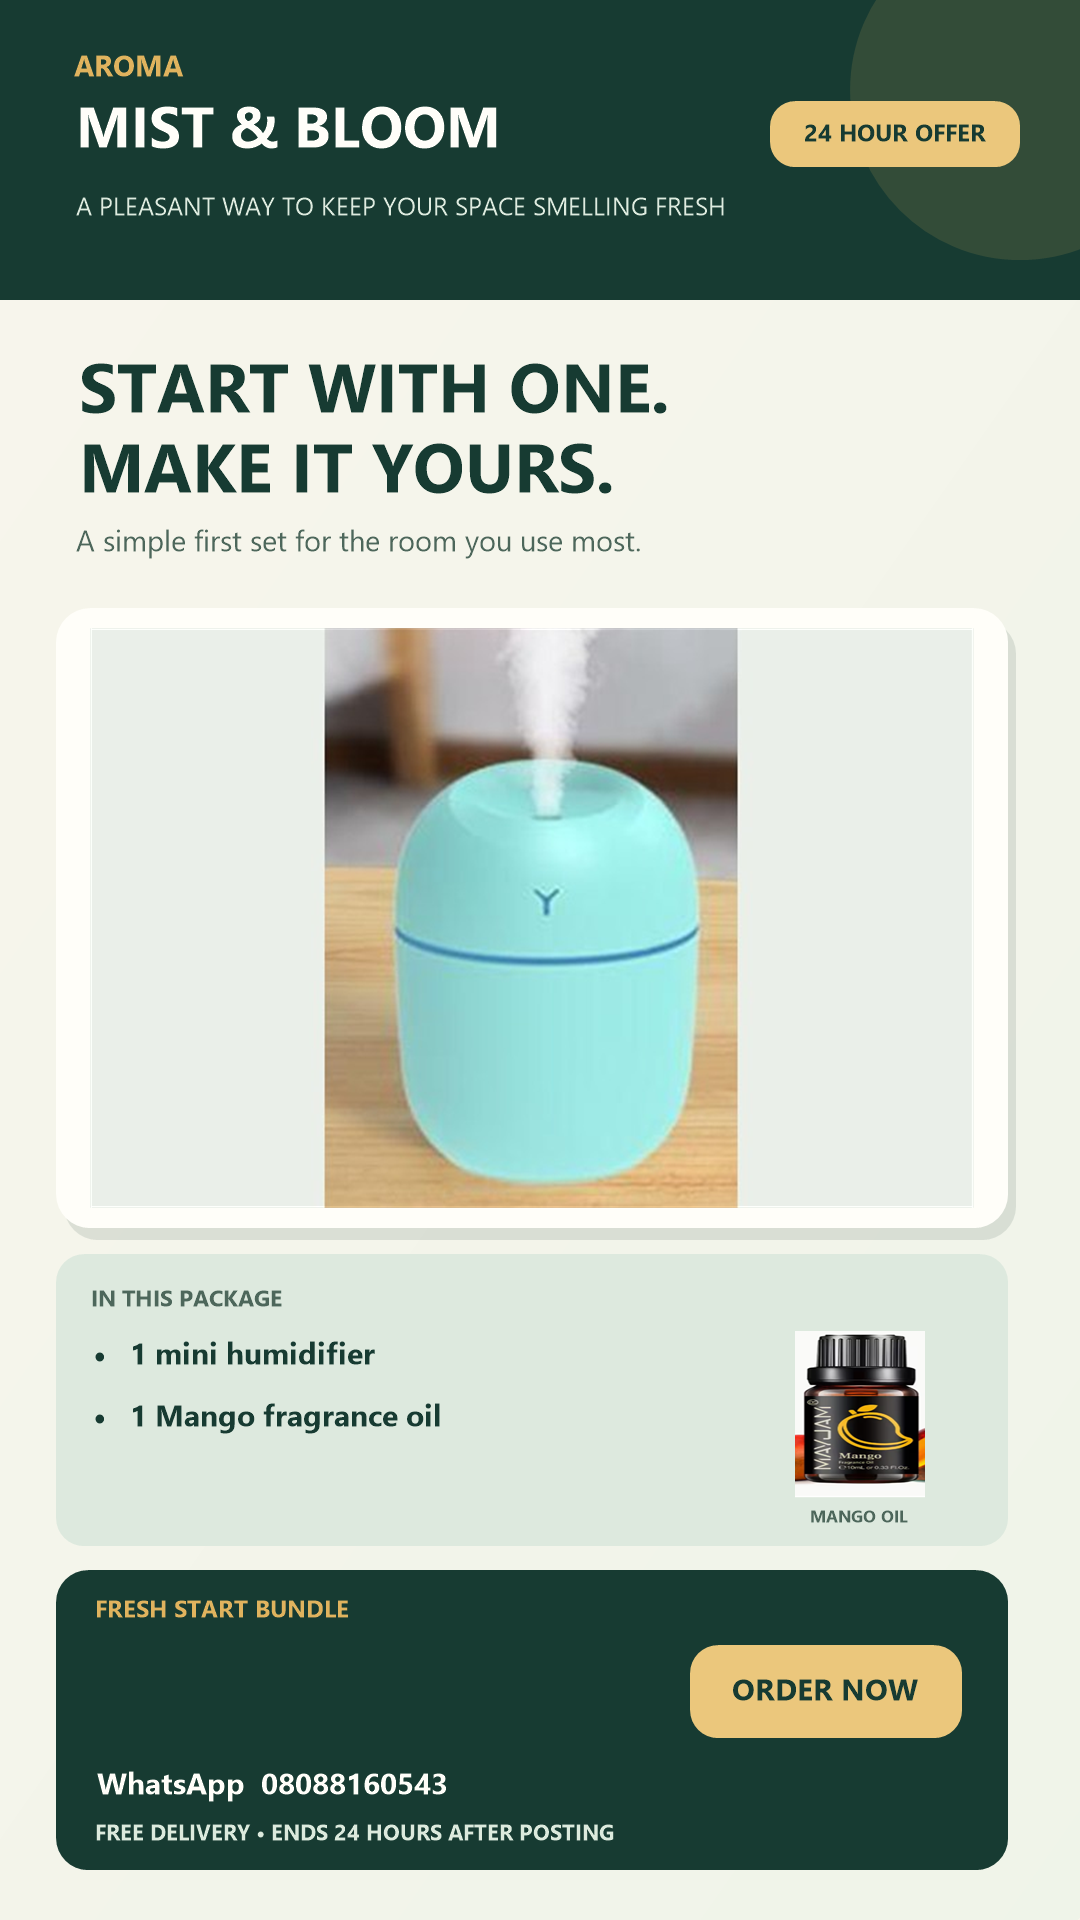 AROMA
MIST & BLOOM
24 HOUR OFFER
A PLEASANT WAY TO KEEP YOUR SPACE SMELLING FRESH
START WITH ONE.
MAKE IT YOURS.
A simple first set for the room you use most.
Y
IN THIS PACKAGE
• 1 mini humidifier
• 1 Mango fragrance oil
MAYJAM
Mango
Fragrance Oil
MANGO OIL
FRESH START BUNDLE
ORDER NOW
WhatsApp 08088160543
FREE DELIVERY • ENDS 24 HOURS AFTER POSTING